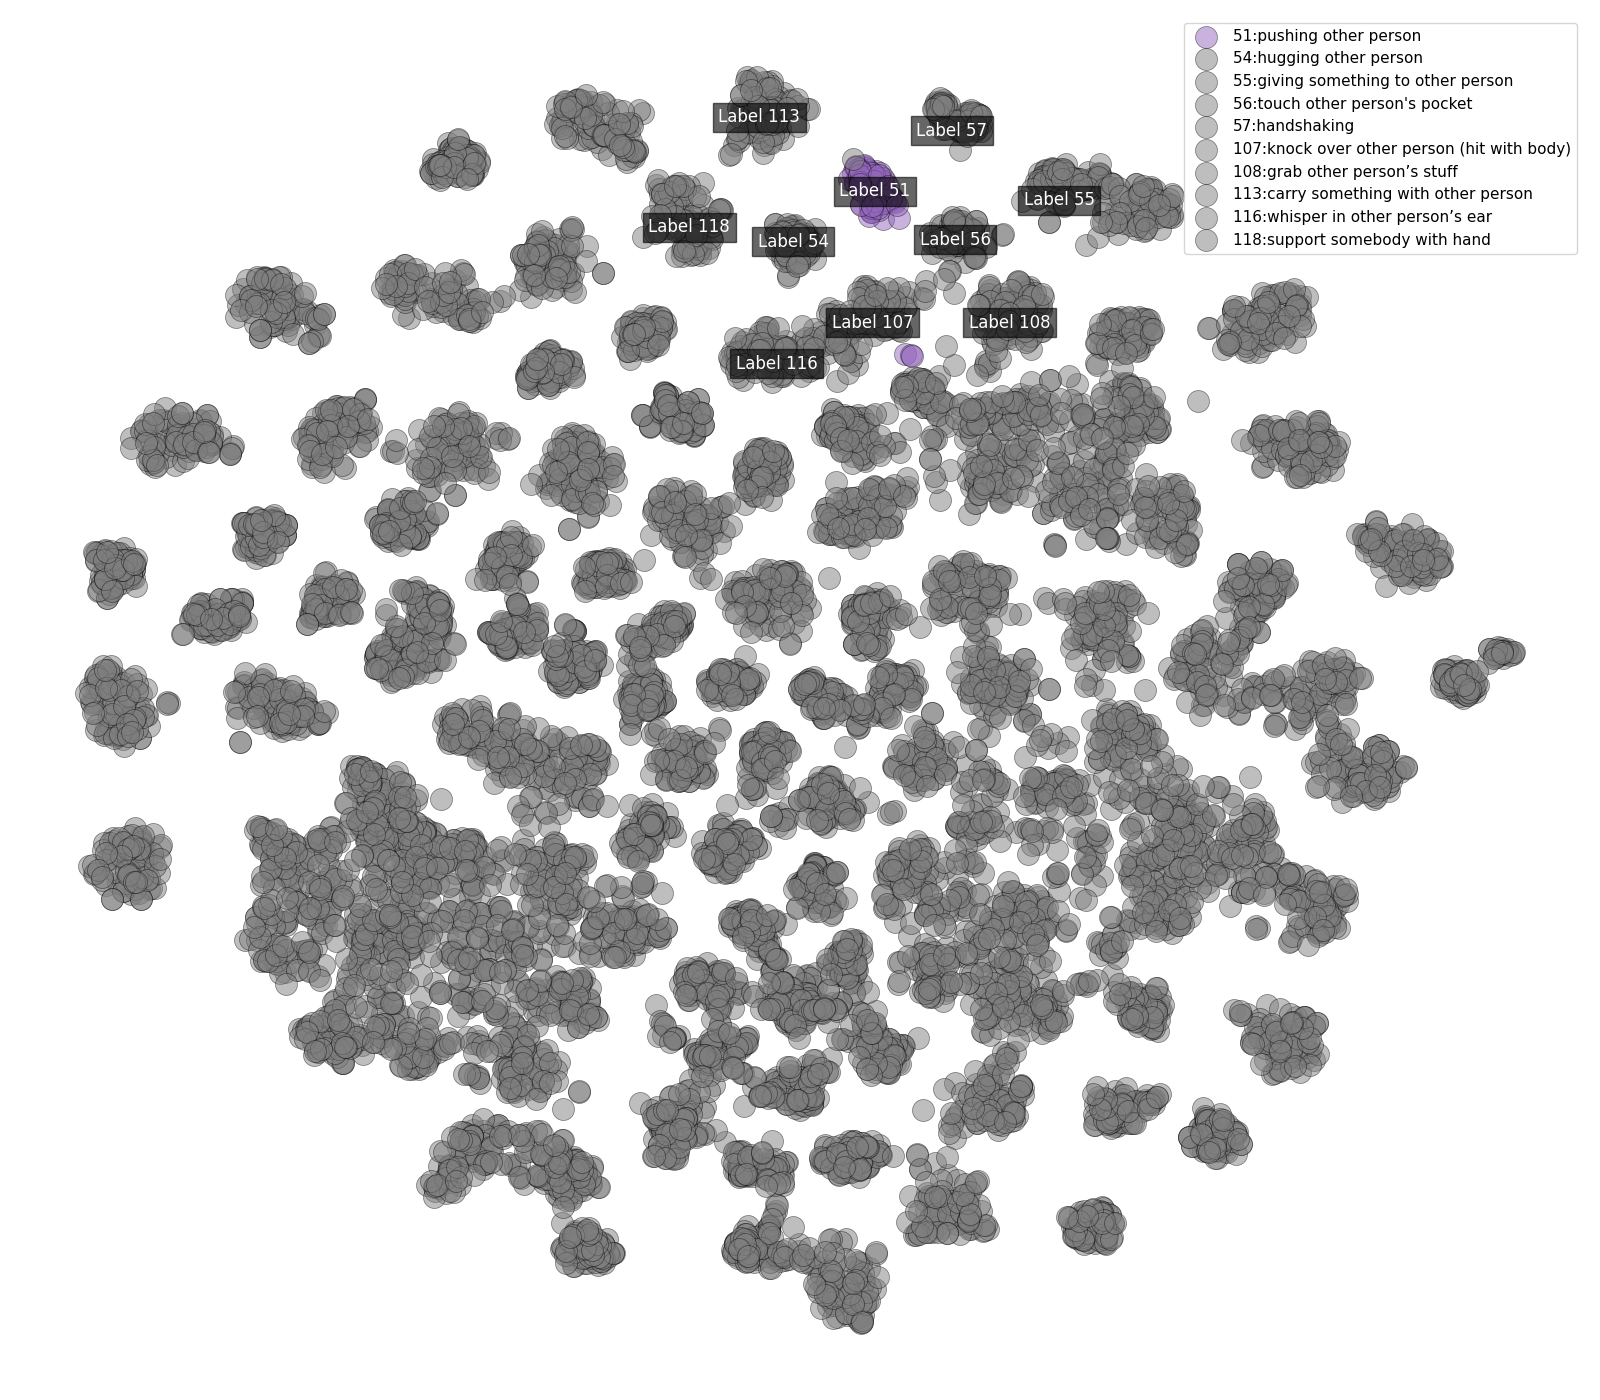 51:pushing other person
54:hugging other person
55:giving something to other person
56:touch other person's pocket
57:handshaking
107:knock over other person (hit with body)
108:grab other person’s stuff
113:carry something with other person
116:whisper in other person’s ear
118:support somebody with hand
Label 113
Label 57
Label 51
Label 55
Label 118
Label 54
Label 56
Label 107
Label 108
Label 116